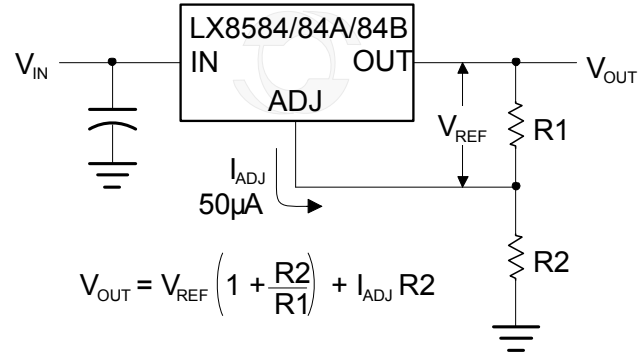 LX8584/84A/84B
V_IN IN OUT V_OUT
ADJ
V_REF R1
I_ADJ
50µA
R2
V_OUT = V_REF (1 + R2/R1) + I_ADJ R2